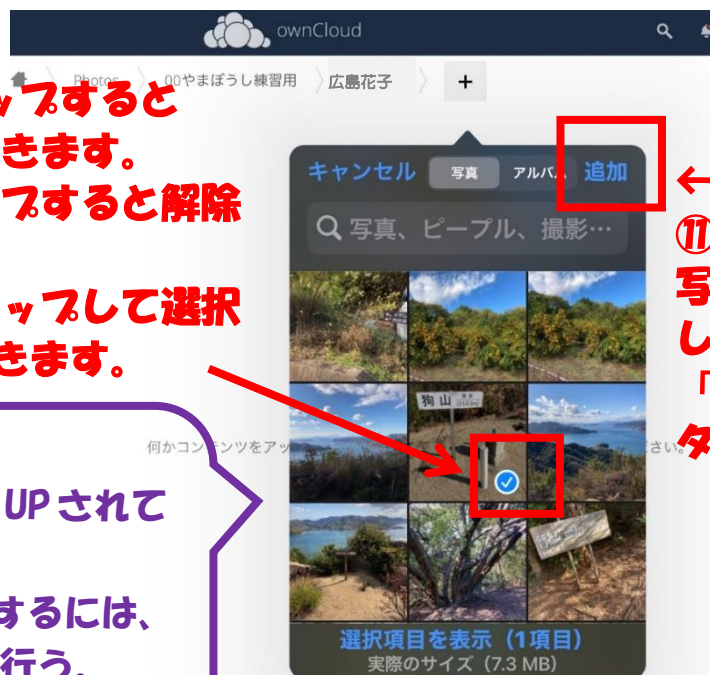 ownCloud
Photos
00やまぼうし練習用
広島花子
+
ップすると
きます。
プすると解除
ップして選択
きます。
キャンセル
写真
アルバム
追加
写真、ピープル、撮影…
←
⑪
写
し
「
タ
狗山
何かコンテンツをアッ
さい。
UPされて
するには、
行う。
選択項目を表示（1項目）
実際のサイズ（7.3 MB）